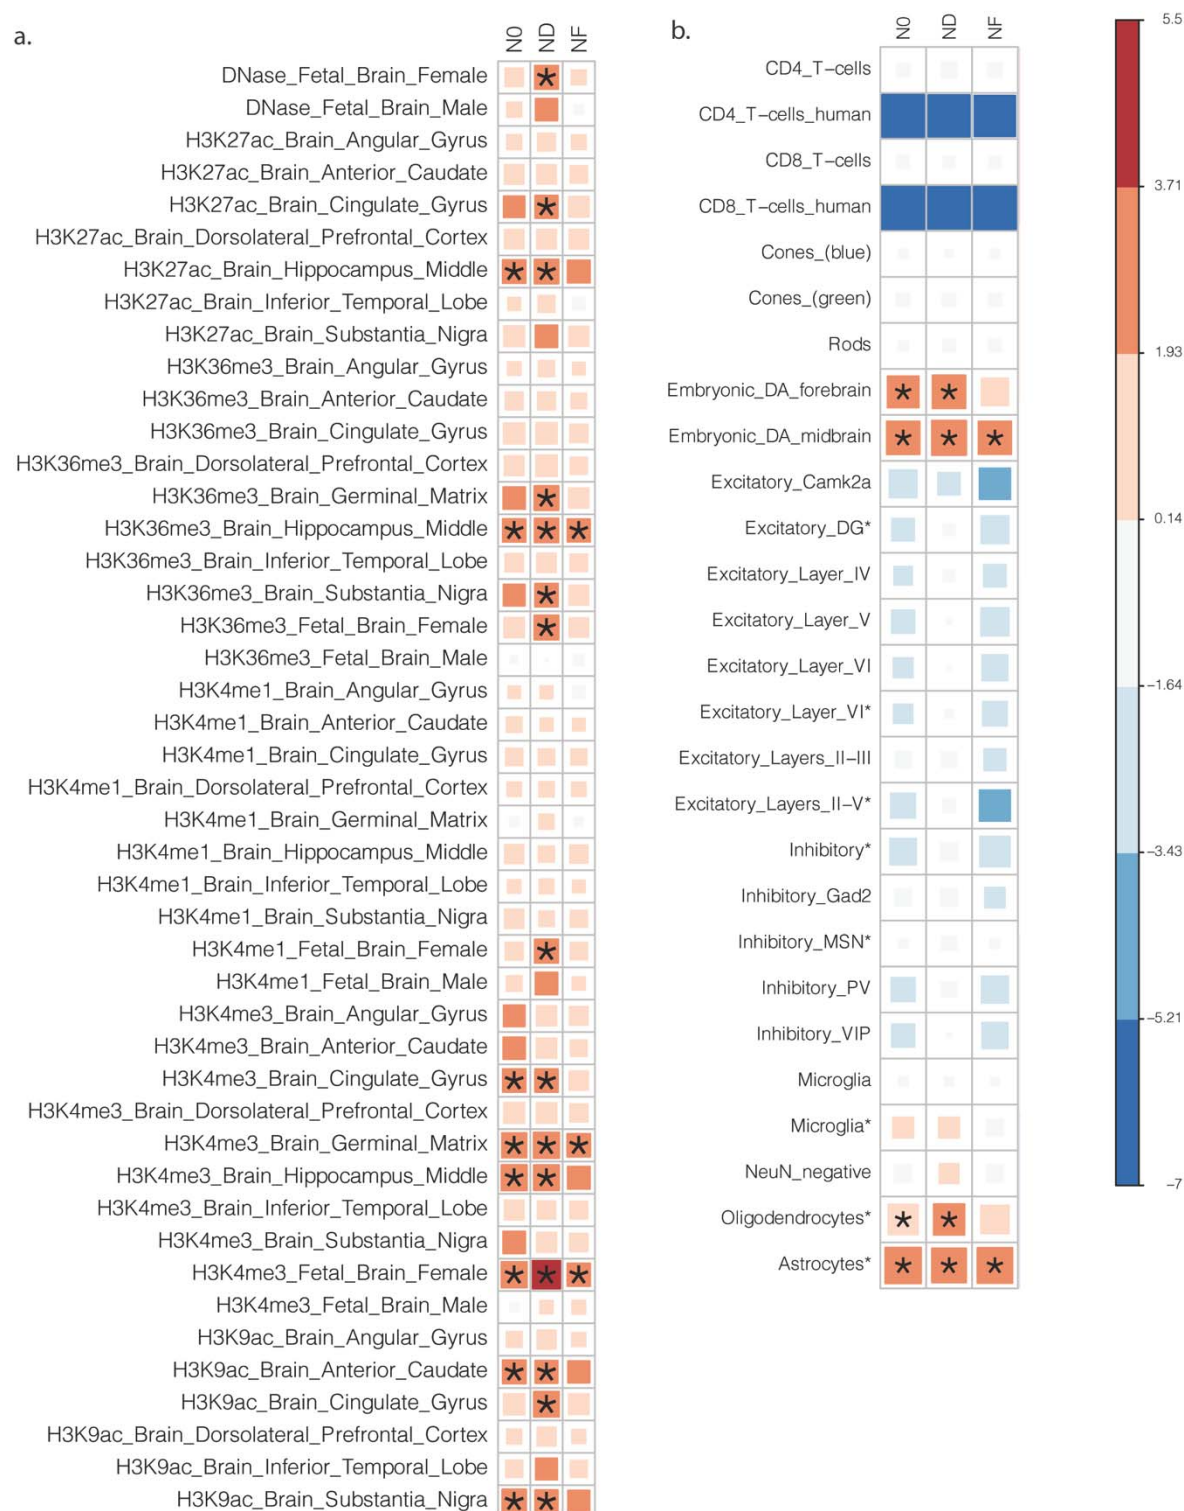 a.
N0 ND NF
DNase_Fetal_Brain_Female
DNase_Fetal_Brain_Male
H3K27ac_Brain_Angular_Gyrus
H3K27ac_Brain_Anterior_Caudate
H3K27ac_Brain_Cingulate_Gyrus
H3K27ac_Brain_Dorsolateral_Prefrontal_Cortex
H3K27ac_Brain_Hippocampus_Middle
H3K27ac_Brain_Inferior_Temporal_Lobe
H3K27ac_Brain_Substantia_Nigra
H3K36me3_Brain_Angular_Gyrus
H3K36me3_Brain_Anterior_Caudate
H3K36me3_Brain_Cingulate_Gyrus
H3K36me3_Brain_Dorsolateral_Prefrontal_Cortex
H3K36me3_Brain_Germinal_Matrix
H3K36me3_Brain_Hippocampus_Middle
H3K36me3_Brain_Inferior_Temporal_Lobe
H3K36me3_Brain_Substantia_Nigra
H3K36me3_Fetal_Brain_Female
H3K36me3_Fetal_Brain_Male
H3K4me1_Brain_Angular_Gyrus
H3K4me1_Brain_Anterior_Caudate
H3K4me1_Brain_Cingulate_Gyrus
H3K4me1_Brain_Dorsolateral_Prefrontal_Cortex
H3K4me1_Brain_Germinal_Matrix
H3K4me1_Brain_Hippocampus_Middle
H3K4me1_Brain_Inferior_Temporal_Lobe
H3K4me1_Brain_Substantia_Nigra
H3K4me1_Fetal_Brain_Female
H3K4me1_Fetal_Brain_Male
H3K4me3_Brain_Angular_Gyrus
H3K4me3_Brain_Anterior_Caudate
H3K4me3_Brain_Cingulate_Gyrus
H3K4me3_Brain_Dorsolateral_Prefrontal_Cortex
H3K4me3_Brain_Germinal_Matrix
H3K4me3_Brain_Hippocampus_Middle
H3K4me3_Brain_Inferior_Temporal_Lobe
H3K4me3_Brain_Substantia_Nigra
H3K4me3_Fetal_Brain_Female
H3K4me3_Fetal_Brain_Male
H3K9ac_Brain_Angular_Gyrus
H3K9ac_Brain_Anterior_Caudate
H3K9ac_Brain_Cingulate_Gyrus
H3K9ac_Brain_Dorsolateral_Prefrontal_Cortex
H3K9ac_Brain_Inferior_Temporal_Lobe
H3K9ac_Brain_Substantia_Nigra
b.
N0 ND NF
CD4_T−cells
CD4_T−cells_human
CD8_T−cells
CD8_T−cells_human
Cones_(blue)
Cones_(green)
Rods
Embryonic_DA_forebrain
Embryonic_DA_midbrain
Excitatory_Camk2a
Excitatory_DG*
Excitatory_Layer_IV
Excitatory_Layer_V
Excitatory_Layer_VI
Excitatory_Layer_VI*
Excitatory_Layers_II−III
Excitatory_Layers_II−V*
Inhibitory*
Inhibitory_Gad2
Inhibitory_MSN*
Inhibitory_PV
Inhibitory_VIP
Microglia
Microglia*
NeuN_negative
Oligodendrocytes*
Astrocytes*
5.5
3.71
1.93
0.14
−1.64
−3.43
−5.21
−7